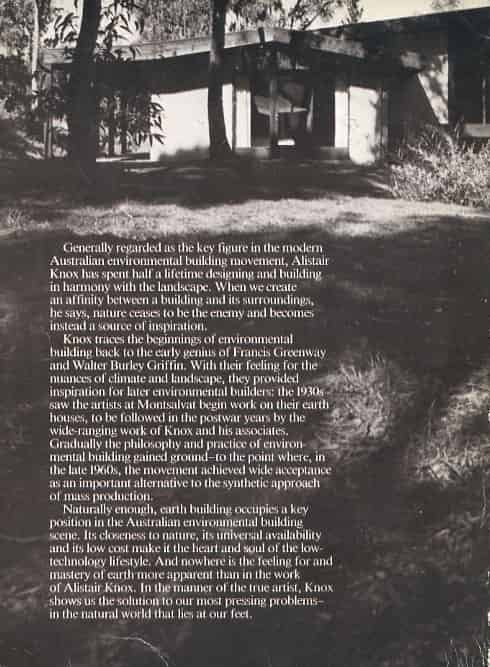 Generally regarded as the key figure in the modern
Australian environmental building movement, Alistair
Knox has spent half a lifetime designing and building
in harmony with the landscape. When we create
an affinity between a building and its surroundings,
he says, nature ceases to be the enemy and becomes
instead a source of inspiration.
Knox traces the beginnings of environmental
building back to the early genius of Francis Greenway
and Walter Burley Griffin. With their feeling for the
nuances of climate and landscape, they provided
inspiration for later environmental builders: the 1930s
saw the artists at Montsalvat begin work on their earth
houses, to be followed in the postwar years by the
wide-ranging work of Knox and his associates.
Gradually the philosophy and practice of environ-
mental building gained ground–to the point where, in
the late 1960s, the movement achieved wide acceptance
as an important alternative to the synthetic approach
of mass production.
Naturally enough, earth building occupies a key
position in the Australian environmental building
scene. Its closeness to nature, its universal availability
and its low cost make it the heart and soul of the low-
technology lifestyle. And nowhere is the feeling for and
mastery of earth more apparent than in the work
of Alistair Knox. In the manner of the true artist, Knox
shows us the solution to our most pressing problems–
in the natural world that lies at our feet.